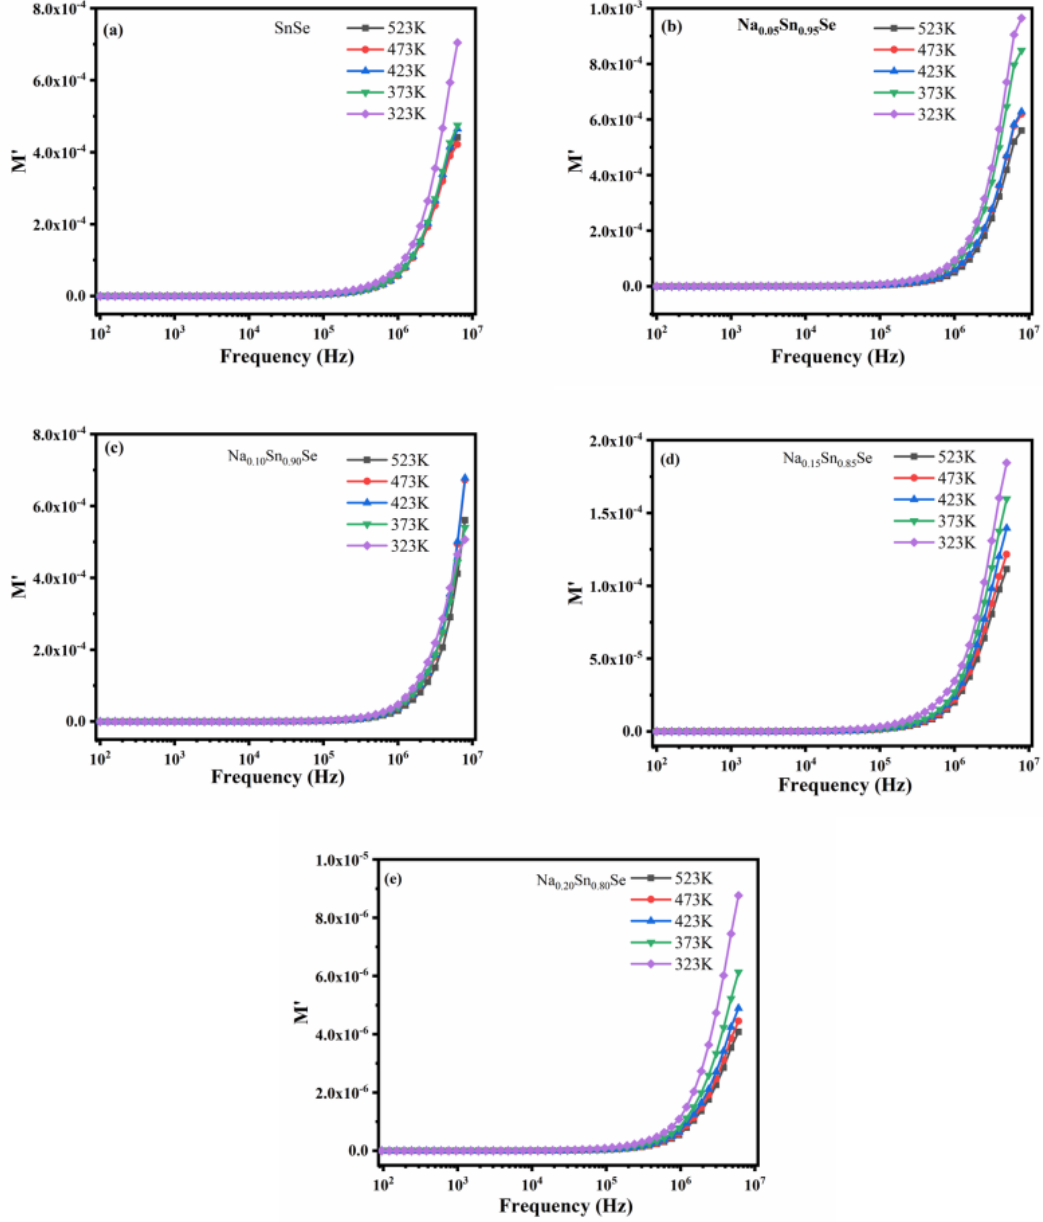 (a)
SnSe
523K
473K
423K
373K
323K
8.0x10⁻⁴
6.0x10⁻⁴
4.0x10⁻⁴
2.0x10⁻⁴
0.0
M'
10² 10³ 10⁴ 10⁵ 10⁶ 10⁷
Frequency (Hz)
(b)
Na₀.₀₅Sn₀.₉₅Se
523K
473K
423K
373K
323K
1.0x10⁻³
8.0x10⁻⁴
6.0x10⁻⁴
4.0x10⁻⁴
2.0x10⁻⁴
0.0
M'
10² 10³ 10⁴ 10⁵ 10⁶ 10⁷
Frequency (Hz)
(c)
Na₀.₁₀Sn₀.₉₀Se
523K
473K
423K
373K
323K
8.0x10⁻⁴
6.0x10⁻⁴
4.0x10⁻⁴
2.0x10⁻⁴
0.0
M'
10² 10³ 10⁴ 10⁵ 10⁶ 10⁷
Frequency (Hz)
(d)
Na₀.₁₅Sn₀.₈₅Se
523K
473K
423K
373K
323K
2.0x10⁻⁴
1.5x10⁻⁴
1.0x10⁻⁴
5.0x10⁻⁵
0.0
M'
10² 10³ 10⁴ 10⁵ 10⁶ 10⁷
Frequency (Hz)
(e)
Na₀.₂₀Sn₀.₈₀Se
523K
473K
423K
373K
323K
1.0x10⁻⁵
8.0x10⁻⁶
6.0x10⁻⁶
4.0x10⁻⁶
2.0x10⁻⁶
0.0
M'
10² 10³ 10⁴ 10⁵ 10⁶ 10⁷
Frequency (Hz)